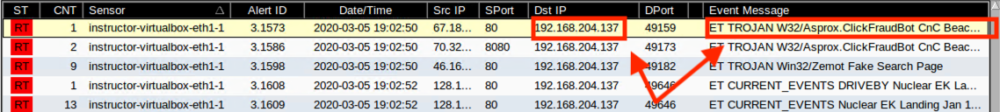 ST CNT Sensor Alert ID Date/Time Src IP SPort Dst IP DPort Event Message
RT 1 instructor-virtualbox-eth1-1 3.1573 2020-03-05 19:02:50 67.18... 80 192.168.204.137 49159 ET TROJAN W32/Asprox.ClickFraudBot CnC Beac...
RT 2 instructor-virtualbox-eth1-1 3.1586 2020-03-05 19:02:50 70.32... 8080 192.168.204.137 49173 ET TROJAN W32/Asprox.ClickFraudBot CnC Beac...
RT 9 instructor-virtualbox-eth1-1 3.1598 2020-03-05 19:02:50 46.16... 80 192.168.204.137 49182 ET TROJAN Win32/Zemot Fake Search Page
RT 1 instructor-virtualbox-eth1-1 3.1608 2020-03-05 19:02:52 128.1... 80 192.168.204.137 49646 ET CURRENT_EVENTS DRIVEBY Nuclear EK La...
RT 13 instructor-virtualbox-eth1-1 3.1609 2020-03-05 19:02:52 128.1... 80 192.168.204.137 49646 ET CURRENT_EVENTS Nuclear EK Landing Jan 1...